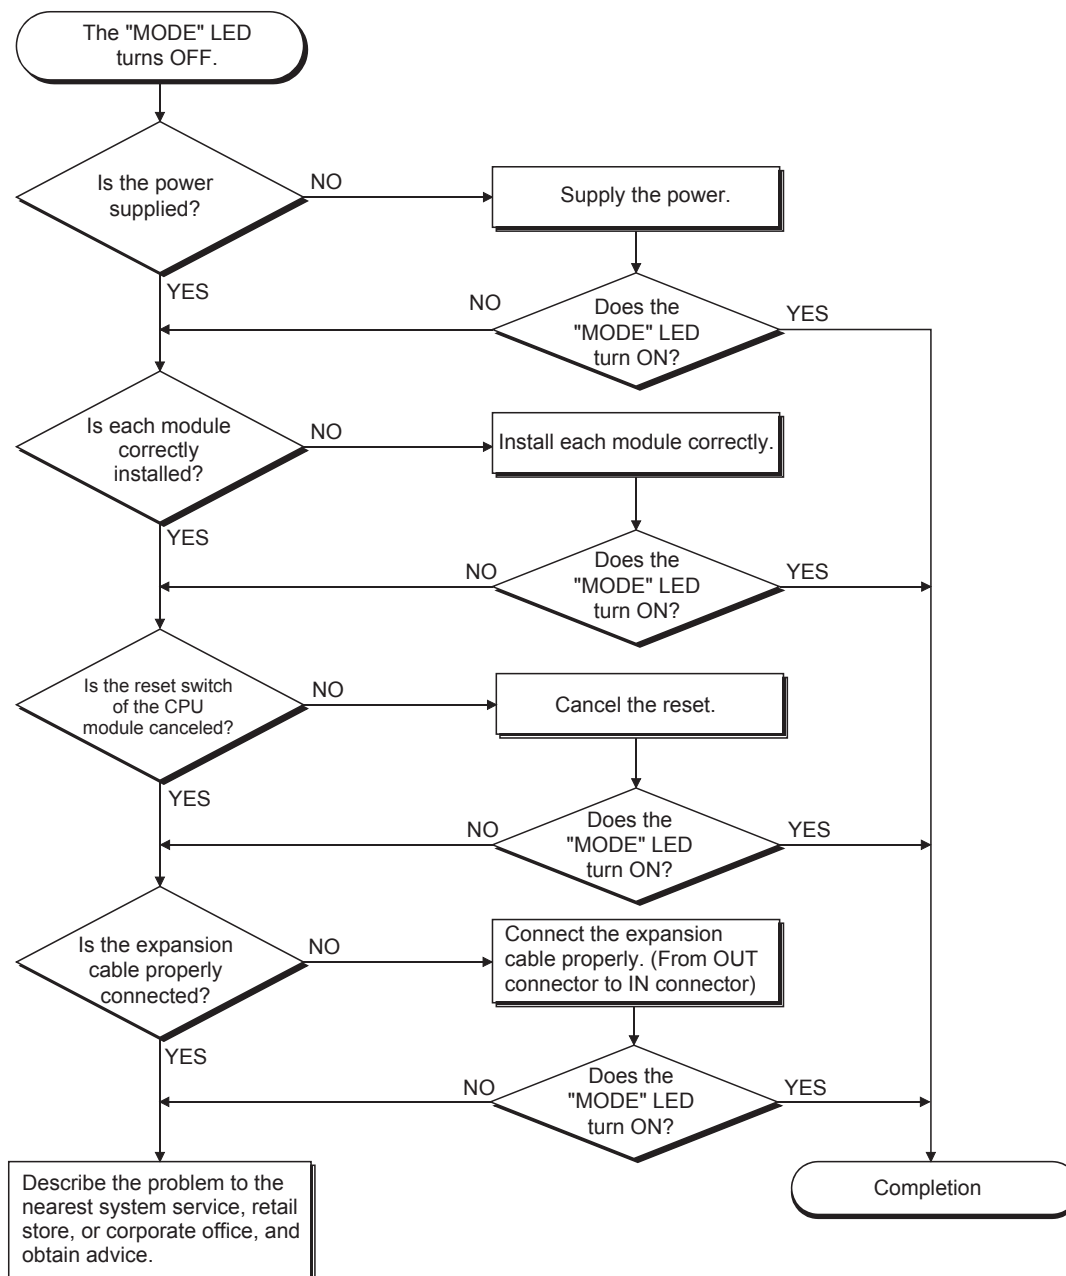 The "MODE" LED
turns OFF.
Is the power
supplied?
NO
Supply the power.
YES
NO
Does the
"MODE" LED
turn ON?
YES
Is each module
correctly
installed?
NO
Install each module correctly.
YES
NO
Does the
"MODE" LED
turn ON?
YES
Is the reset switch
of the CPU
module canceled?
NO
Cancel the reset.
YES
NO
Does the
"MODE" LED
turn ON?
YES
Is the expansion
cable properly
connected?
NO
Connect the expansion
cable properly. (From OUT
connector to IN connector)
YES
NO
Does the
"MODE" LED
turn ON?
YES
Describe the problem to the
nearest system service, retail
store, or corporate office, and
obtain advice.
Completion